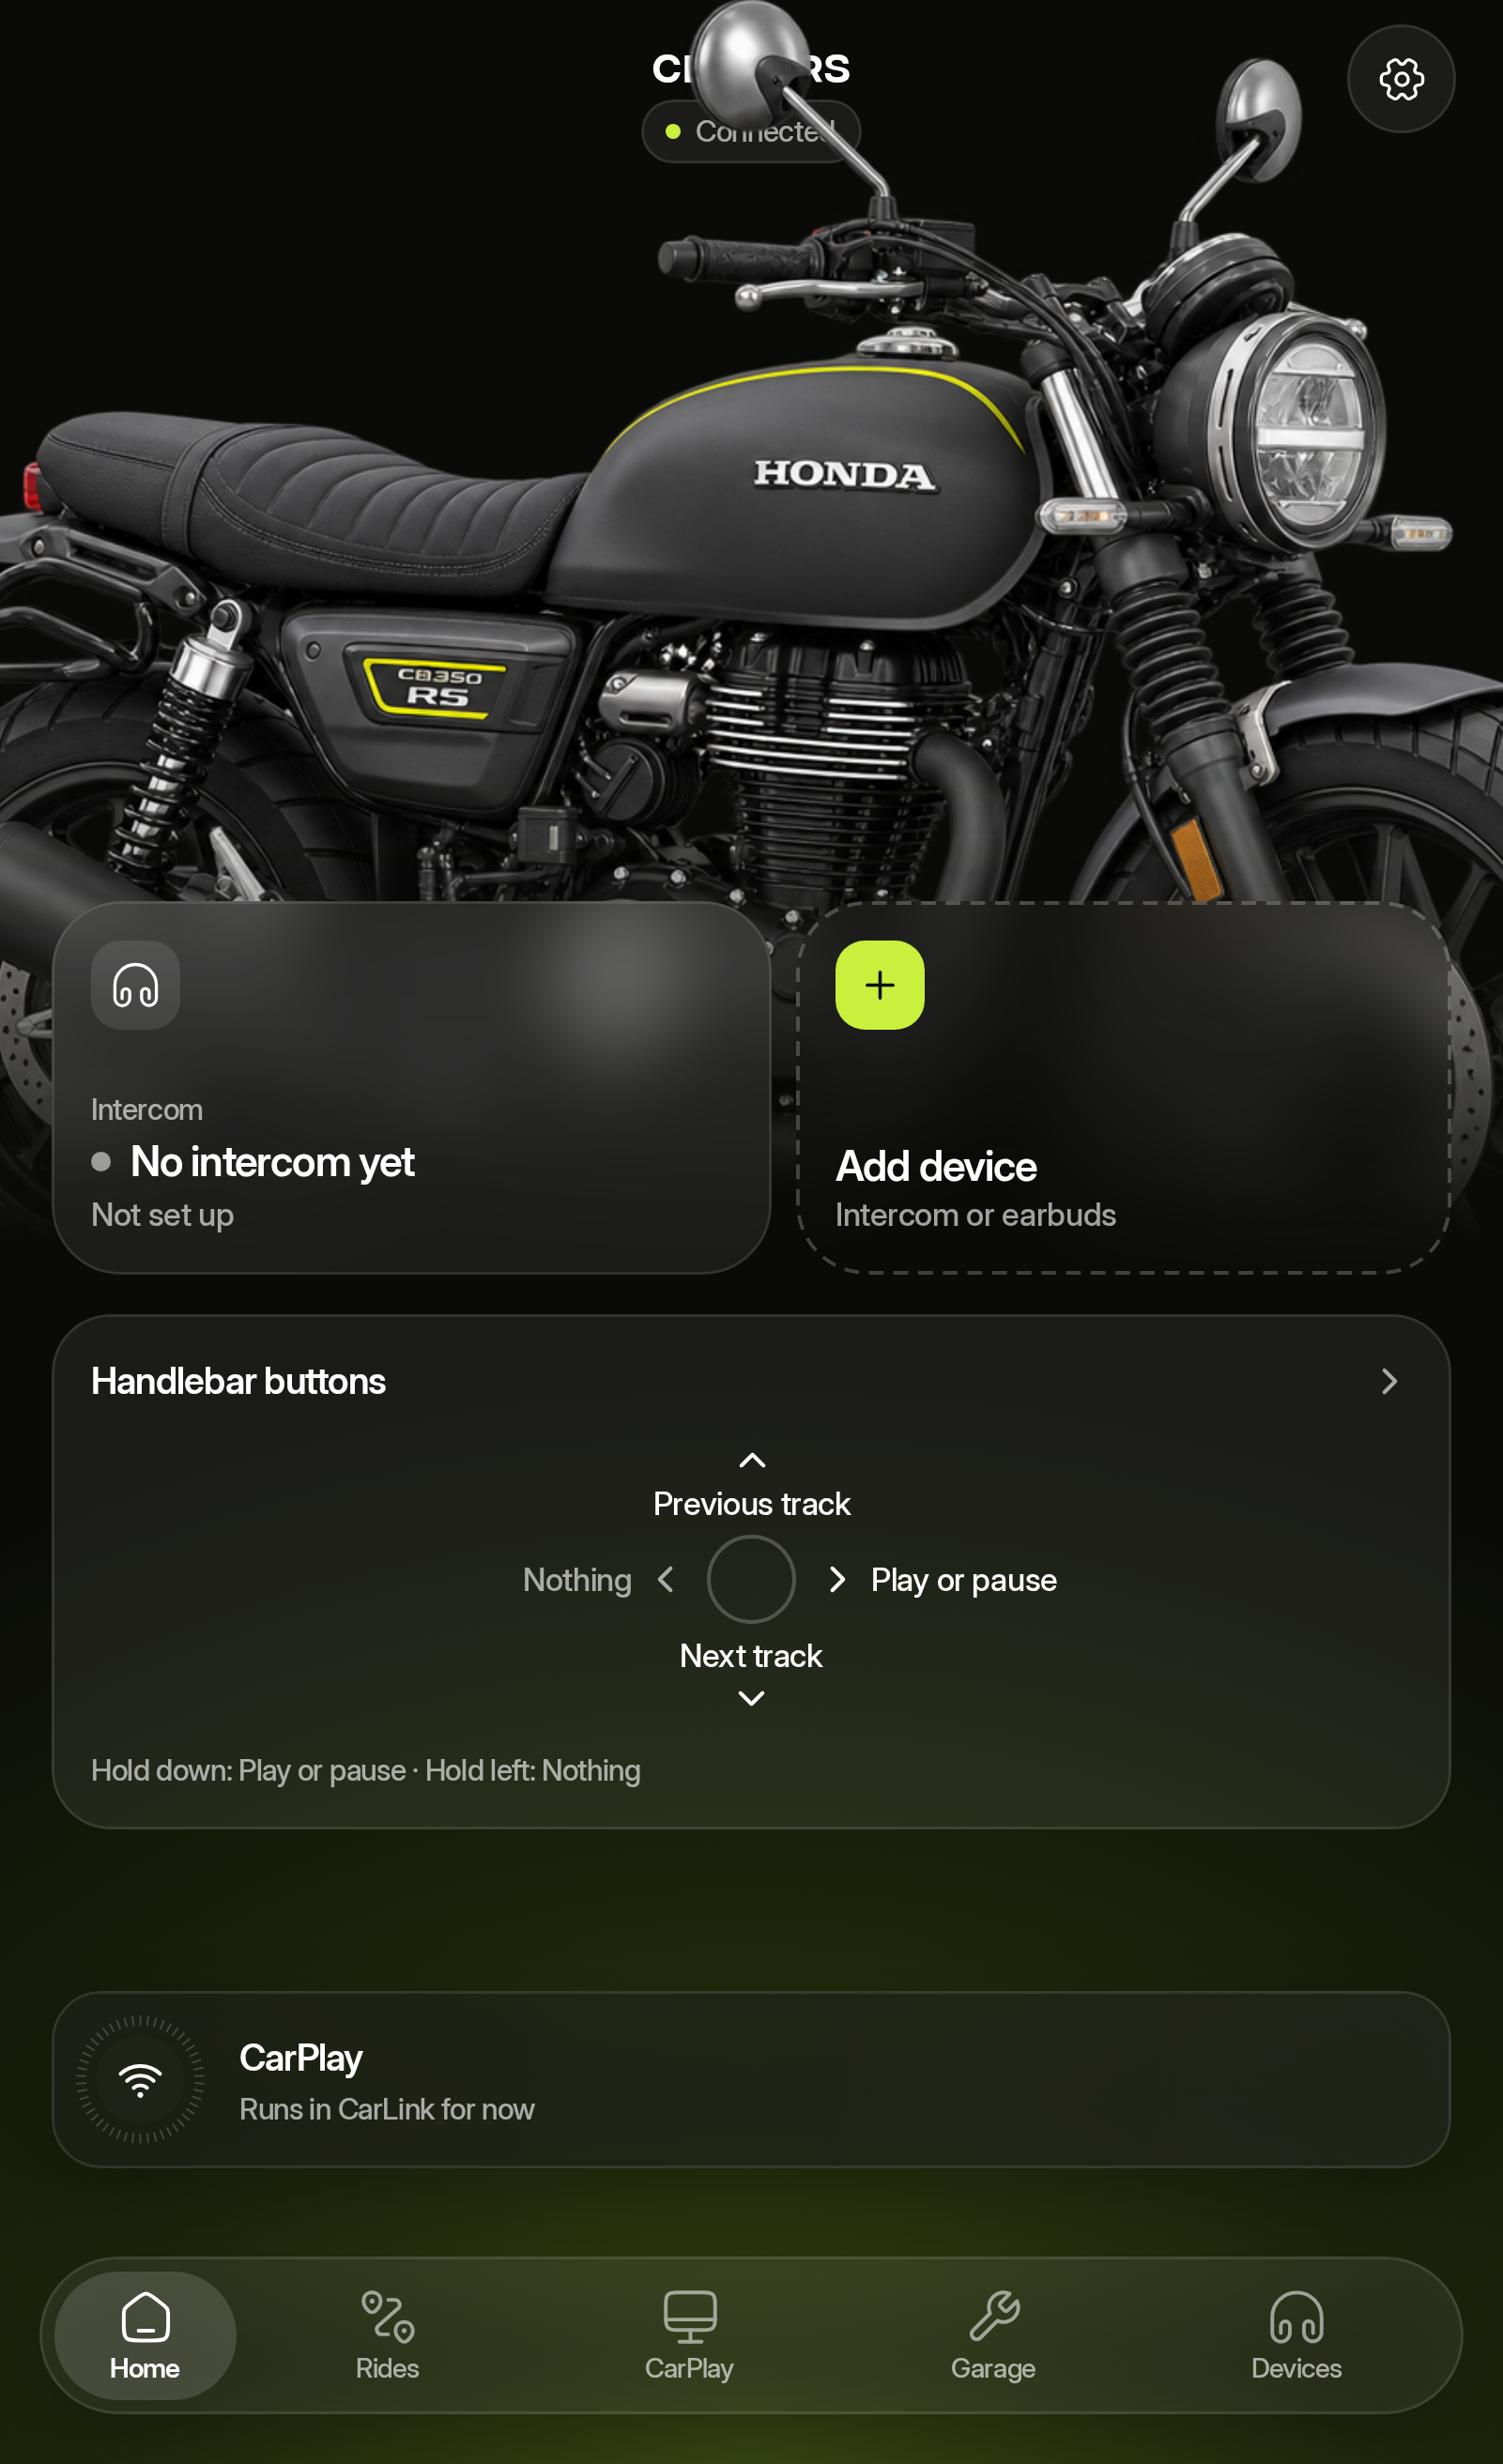 Connected
HONDA
CB350
RS
Intercom
No intercom yet
Not set up
Add device
Intercom or earbuds
Handlebar buttons
Previous track
Nothing
Play or pause
Next track
Hold down: Play or pause · Hold left: Nothing
CarPlay
Runs in CarLink for now
Home
Rides
CarPlay
Garage
Devices